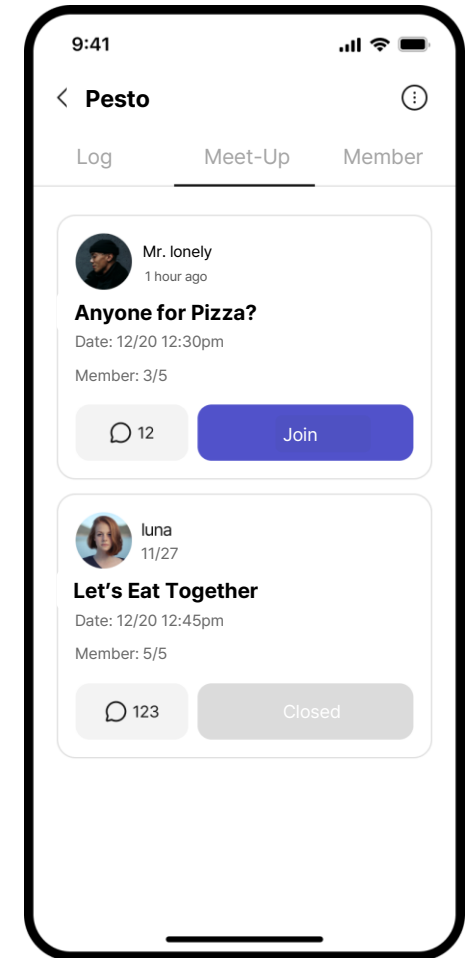 9:41
Pesto
Log Meet-Up Member
Mr. lonely
1 hour ago
Anyone for Pizza?
Date: 12/20 12:30pm
Member: 3/5
12 Join
luna
11/27
Let’s Eat Together
Date: 12/20 12:45pm
Member: 5/5
123 Closed